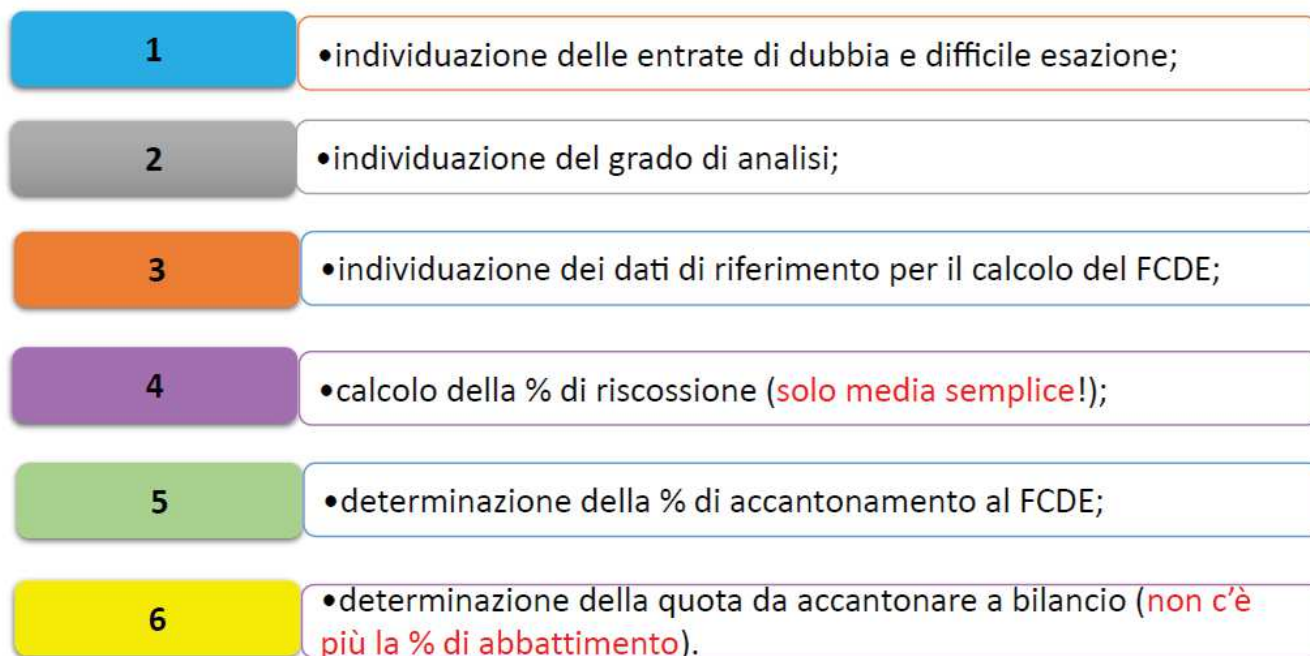 1
•individuazione delle entrate di dubbia e difficile esazione;
2
•individuazione del grado di analisi;
3
•individuazione dei dati di riferimento per il calcolo del FCDE;
4
•calcolo della % di riscossione (solo media semplice!);
5
•determinazione della % di accantonamento al FCDE;
6
•determinazione della quota da accantonare a bilancio (non c'è
più la % di abbattimento).